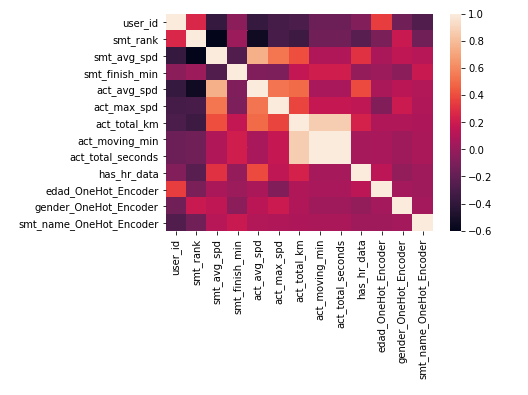 user_id
smt_rank
smt_avg_spd
smt_finish_min
act_avg_spd
act_max_spd
act_total_km
act_moving_min
act_total_seconds
has_hr_data
edad_OneHot_Encoder
gender_OneHot_Encoder
smt_name_OneHot_Encoder
user_id
smt_rank
smt_avg_spd
smt_finish_min
act_avg_spd
act_max_spd
act_total_km
act_moving_min
act_total_seconds
has_hr_data
edad_OneHot_Encoder
gender_OneHot_Encoder
smt_name_OneHot_Encoder
1.0
0.8
0.6
0.4
0.2
0.0
−0.2
−0.4
−0.6